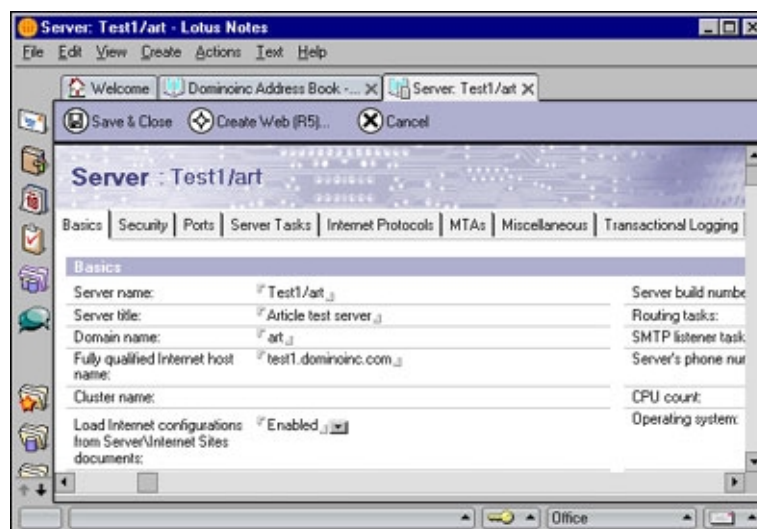 Server: Test1/art - Lotus Notes
File Edit View Create Actions Text Help
Welcome Dominoinc Address Book -... Server: Test1/art
Save & Close Create Web (R5)... Cancel
Server : Test1/art
Basics Security Ports Server Tasks Internet Protocols MTAs Miscellaneous Transactional Logging
Basics
Server name: Test1/art Server build numbe
Server title: Article test server Routing tasks:
Domain name: art SMTP listener task
Fully qualified Internet host test1.dominoinc.com Server's phone nu
name:
Cluster name: CPU count:
Load Internet configurations Enabled Operating system:
from Server\Internet Sites
documents:
Office